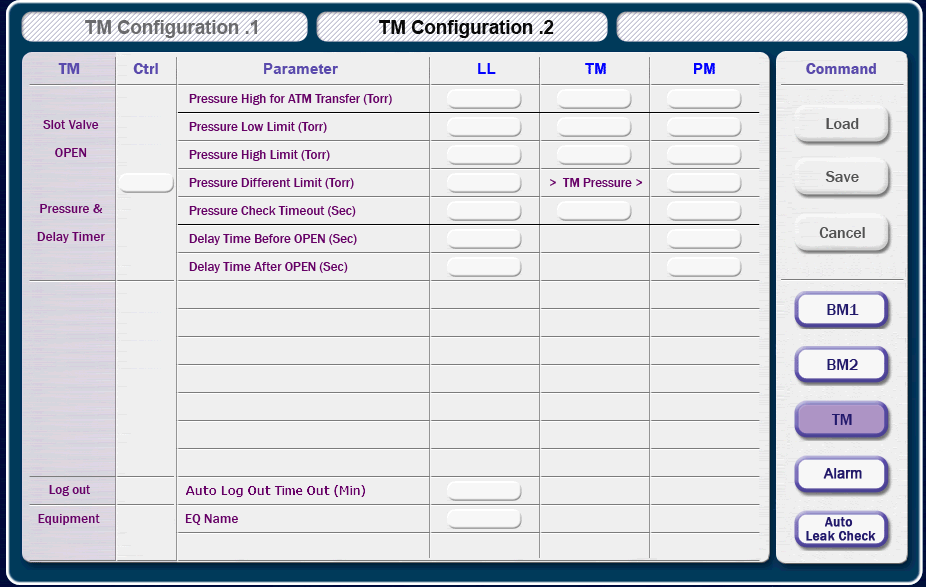 TM Configuration .1
TM Configuration .2
TM Ctrl Parameter LL TM PM
Pressure High for ATM Transfer (Torr)
Slot Valve
Pressure Low Limit (Torr)
OPEN
Pressure High Limit (Torr)
Pressure Different Limit (Torr) > TM Pressure >
Pressure &
Pressure Check Timeout (Sec)
Delay Timer
Delay Time Before OPEN (Sec)
Delay Time After OPEN (Sec)
Log out Auto Log Out Time Out (Min)
Equipment EQ Name
Command
Load
Save
Cancel
BM1
BM2
TM
Alarm
Auto
Leak Check